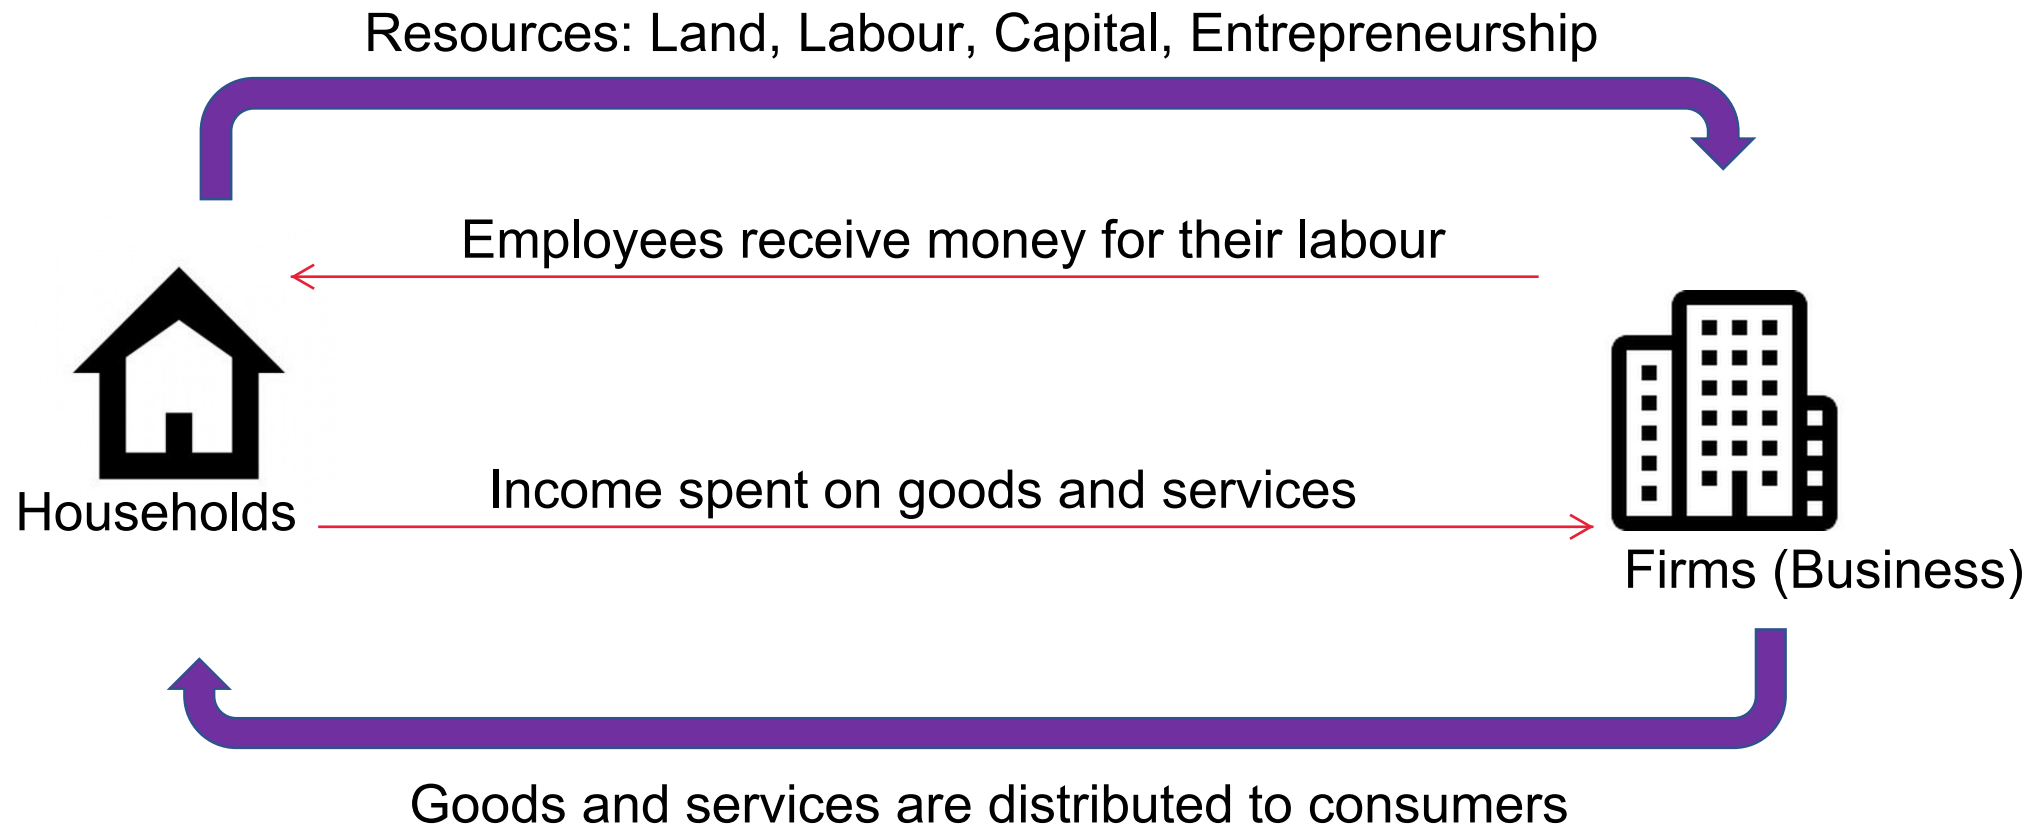 Resources: Land, Labour, Capital, Entrepreneurship
Employees receive money for their labour
Income spent on goods and services
Households
Firms (Business)
Goods and services are distributed to consumers